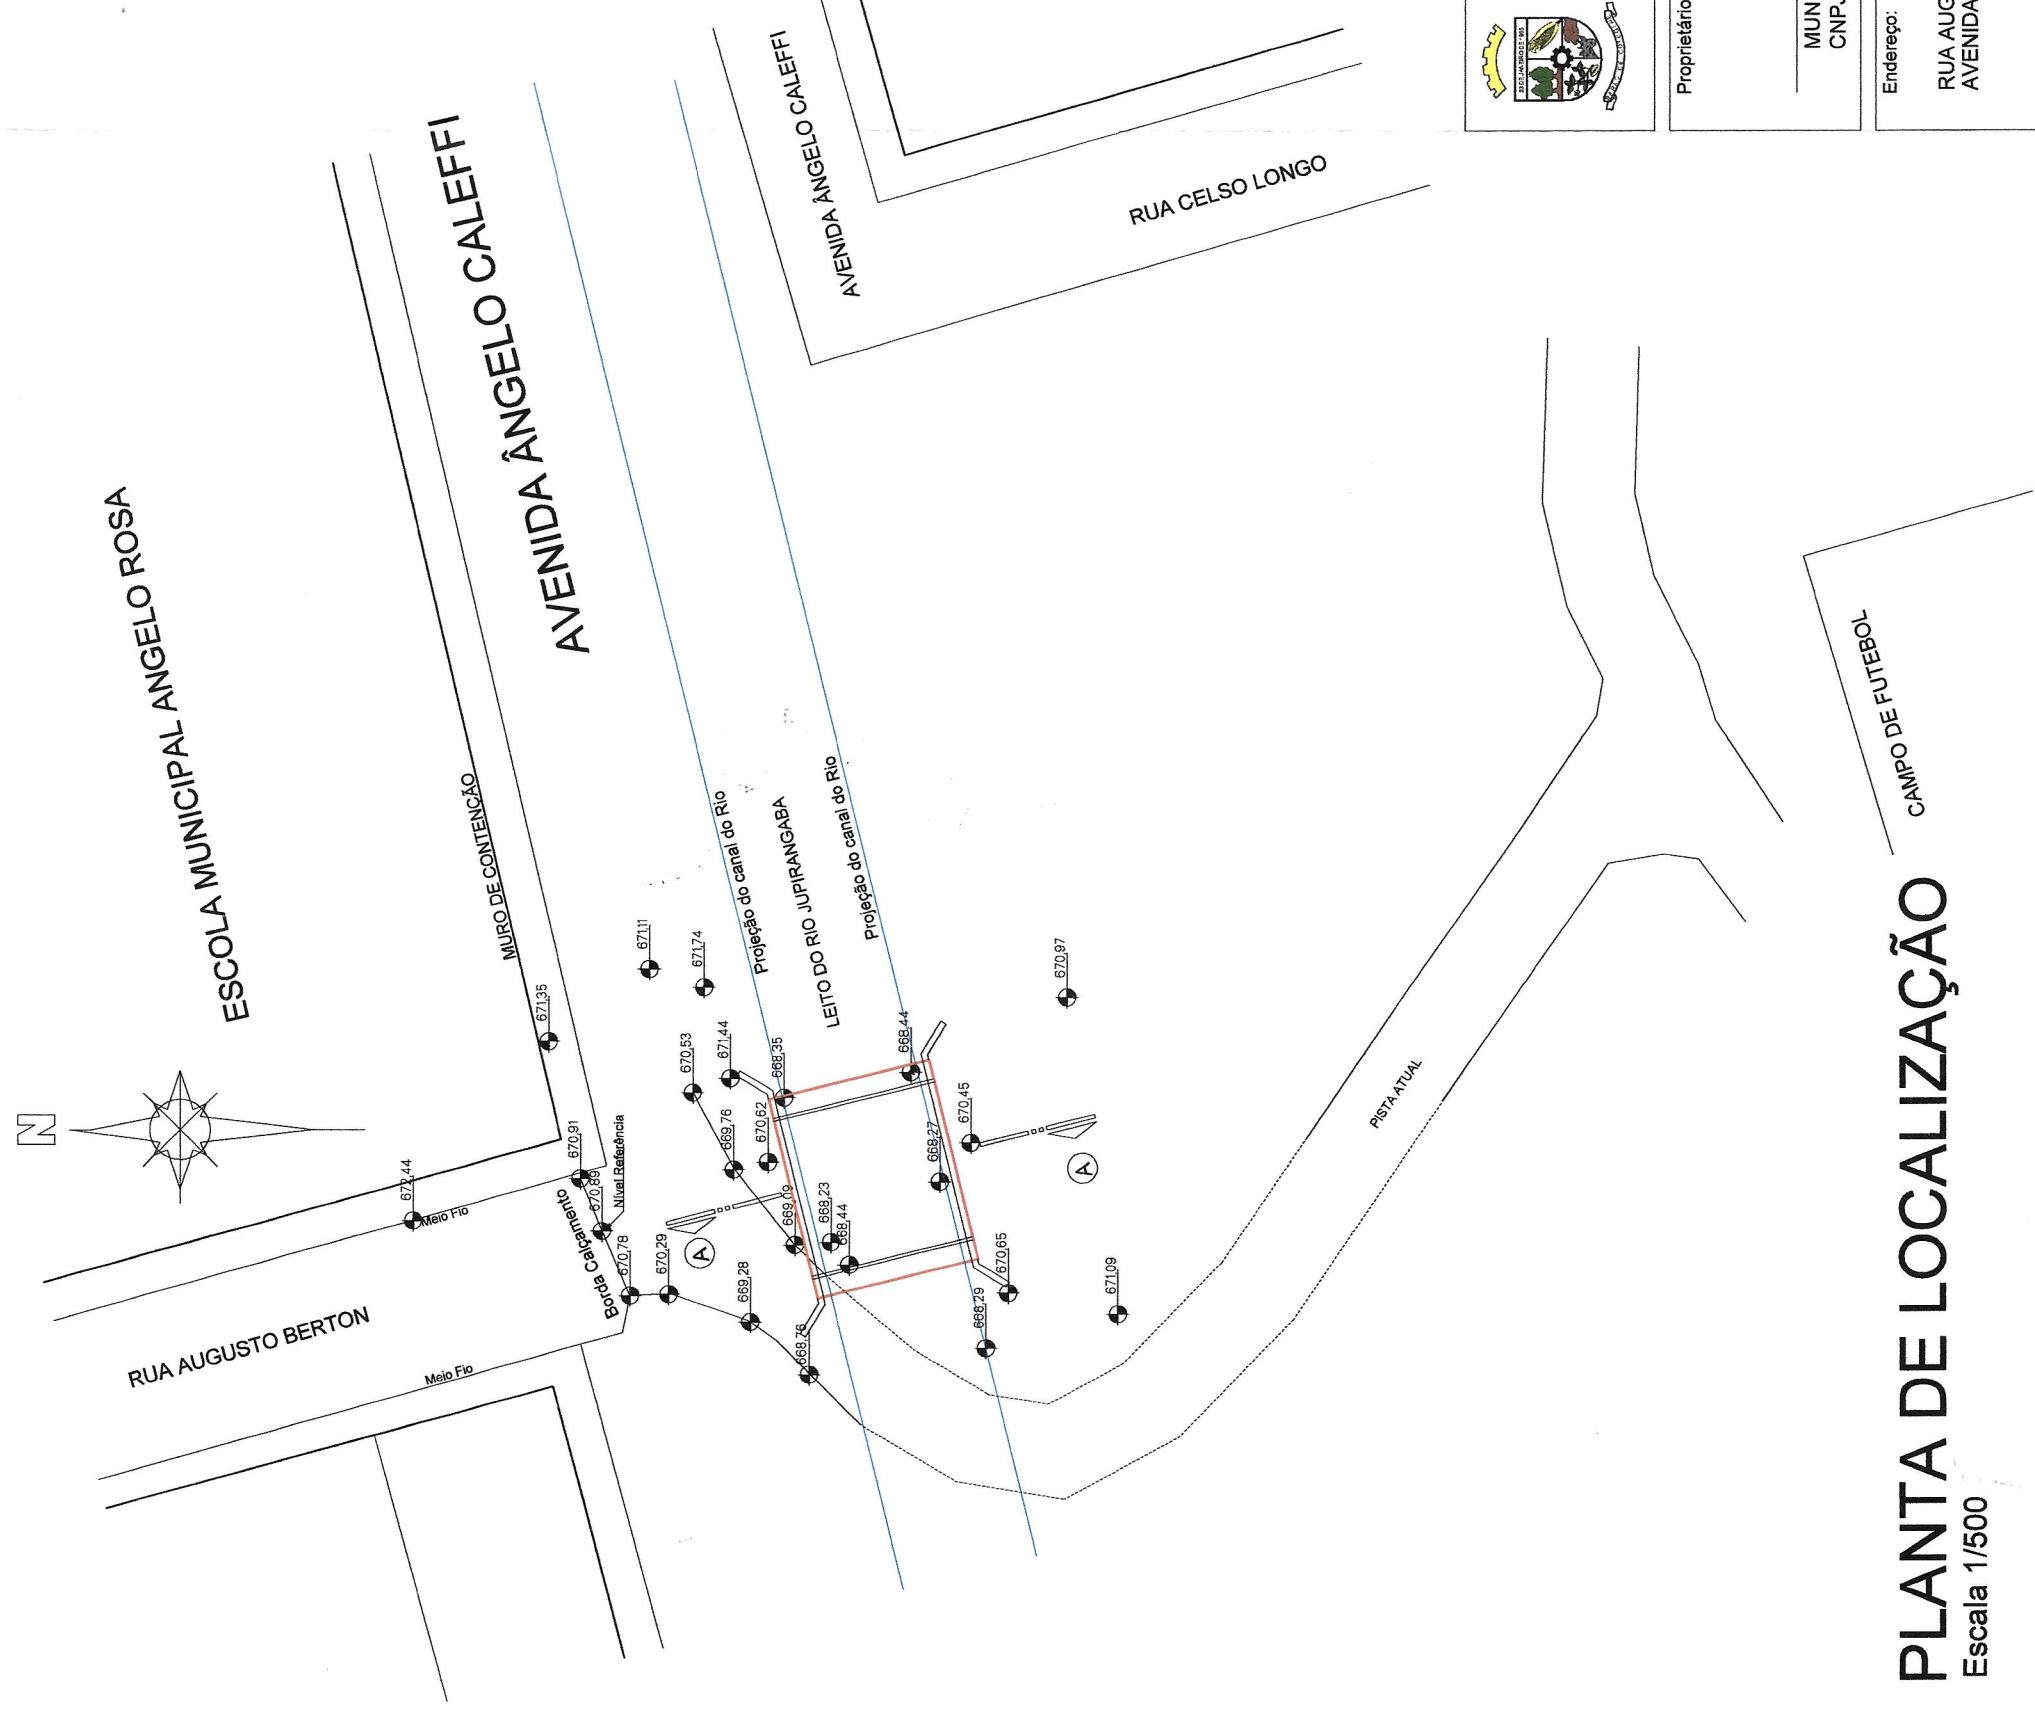 N
ESCOLA MUNICIPAL ANGELO ROSA
AVENIDA ÂNGELO CALEFFI
AVENIDA ÂNGELO CALEFFI
RUA CELSO LONGO
MURO DE CONTENÇÃO
RUA AUGUSTO BERTON
Meio Fio
Meio Fio
Borda Calçamento
Nível Referência
Projeção do canal do Rio
LEITO DO RIO JUPIRANGABA
Projeção do canal do Rio
672,44
671,35
670,91
670,89
670,78
670,29
669,28
668,76
671,11
671,74
670,53
671,44
669,76
670,62
668,35
669,09
668,23
668,44
668,44
668,27
670,45
670,97
670,65
668,29
671,09
A
A
PISTA ATUAL
CAMPO DE FUTEBOL
PLANTA DE LOCALIZAÇÃO
Escala 1/500
Proprietário
MUN
CNPJ
Endereço:
RUA AUG
AVENIDA